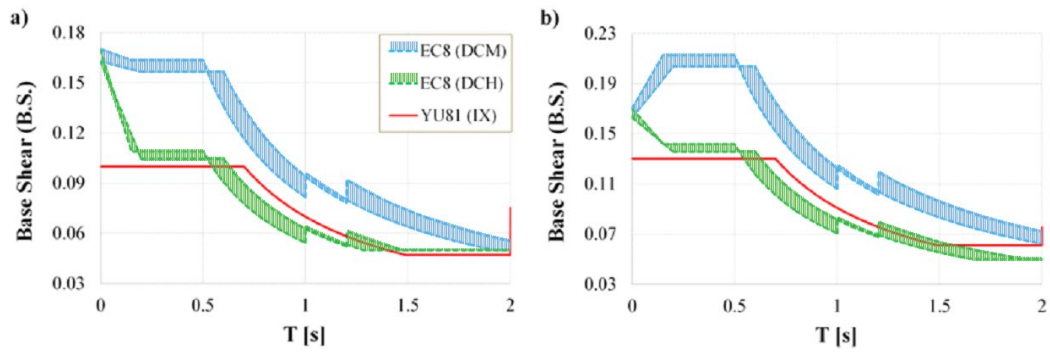 a)
Base Shear (B.S.)
0.18
0.15
0.12
0.09
0.06
0.03
0
0.5
1
1.5
2
T [s]
EC8 (DCM)
EC8 (DCH)
YU81 (IX)
b)
Base Shear (B.S.)
0.23
0.19
0.15
0.11
0.07
0.03
0
0.5
1
1.5
2
T [s]